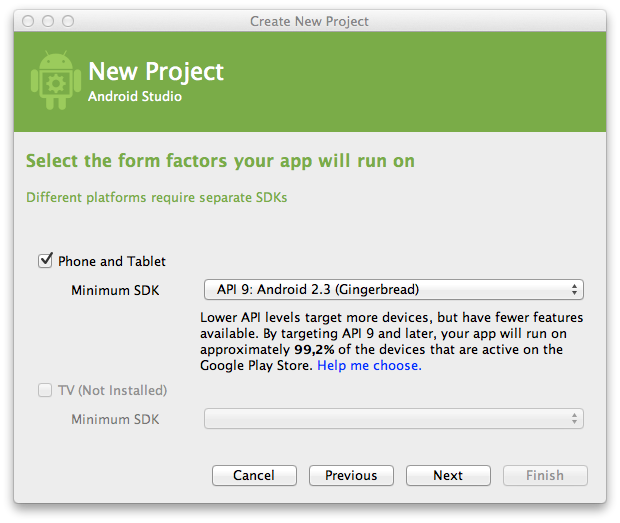 Create New Project
New Project
Android Studio
Select the form factors your app will run on
Different platforms require separate SDKs
Phone and Tablet
Minimum SDK
API 9: Android 2.3 (Gingerbread)
Lower API levels target more devices, but have fewer features
available. By targeting API 9 and later, your app will run on
approximately 99,2% of the devices that are active on the
Google Play Store. Help me choose.
TV (Not Installed)
Minimum SDK
Cancel
Previous
Next
Finish